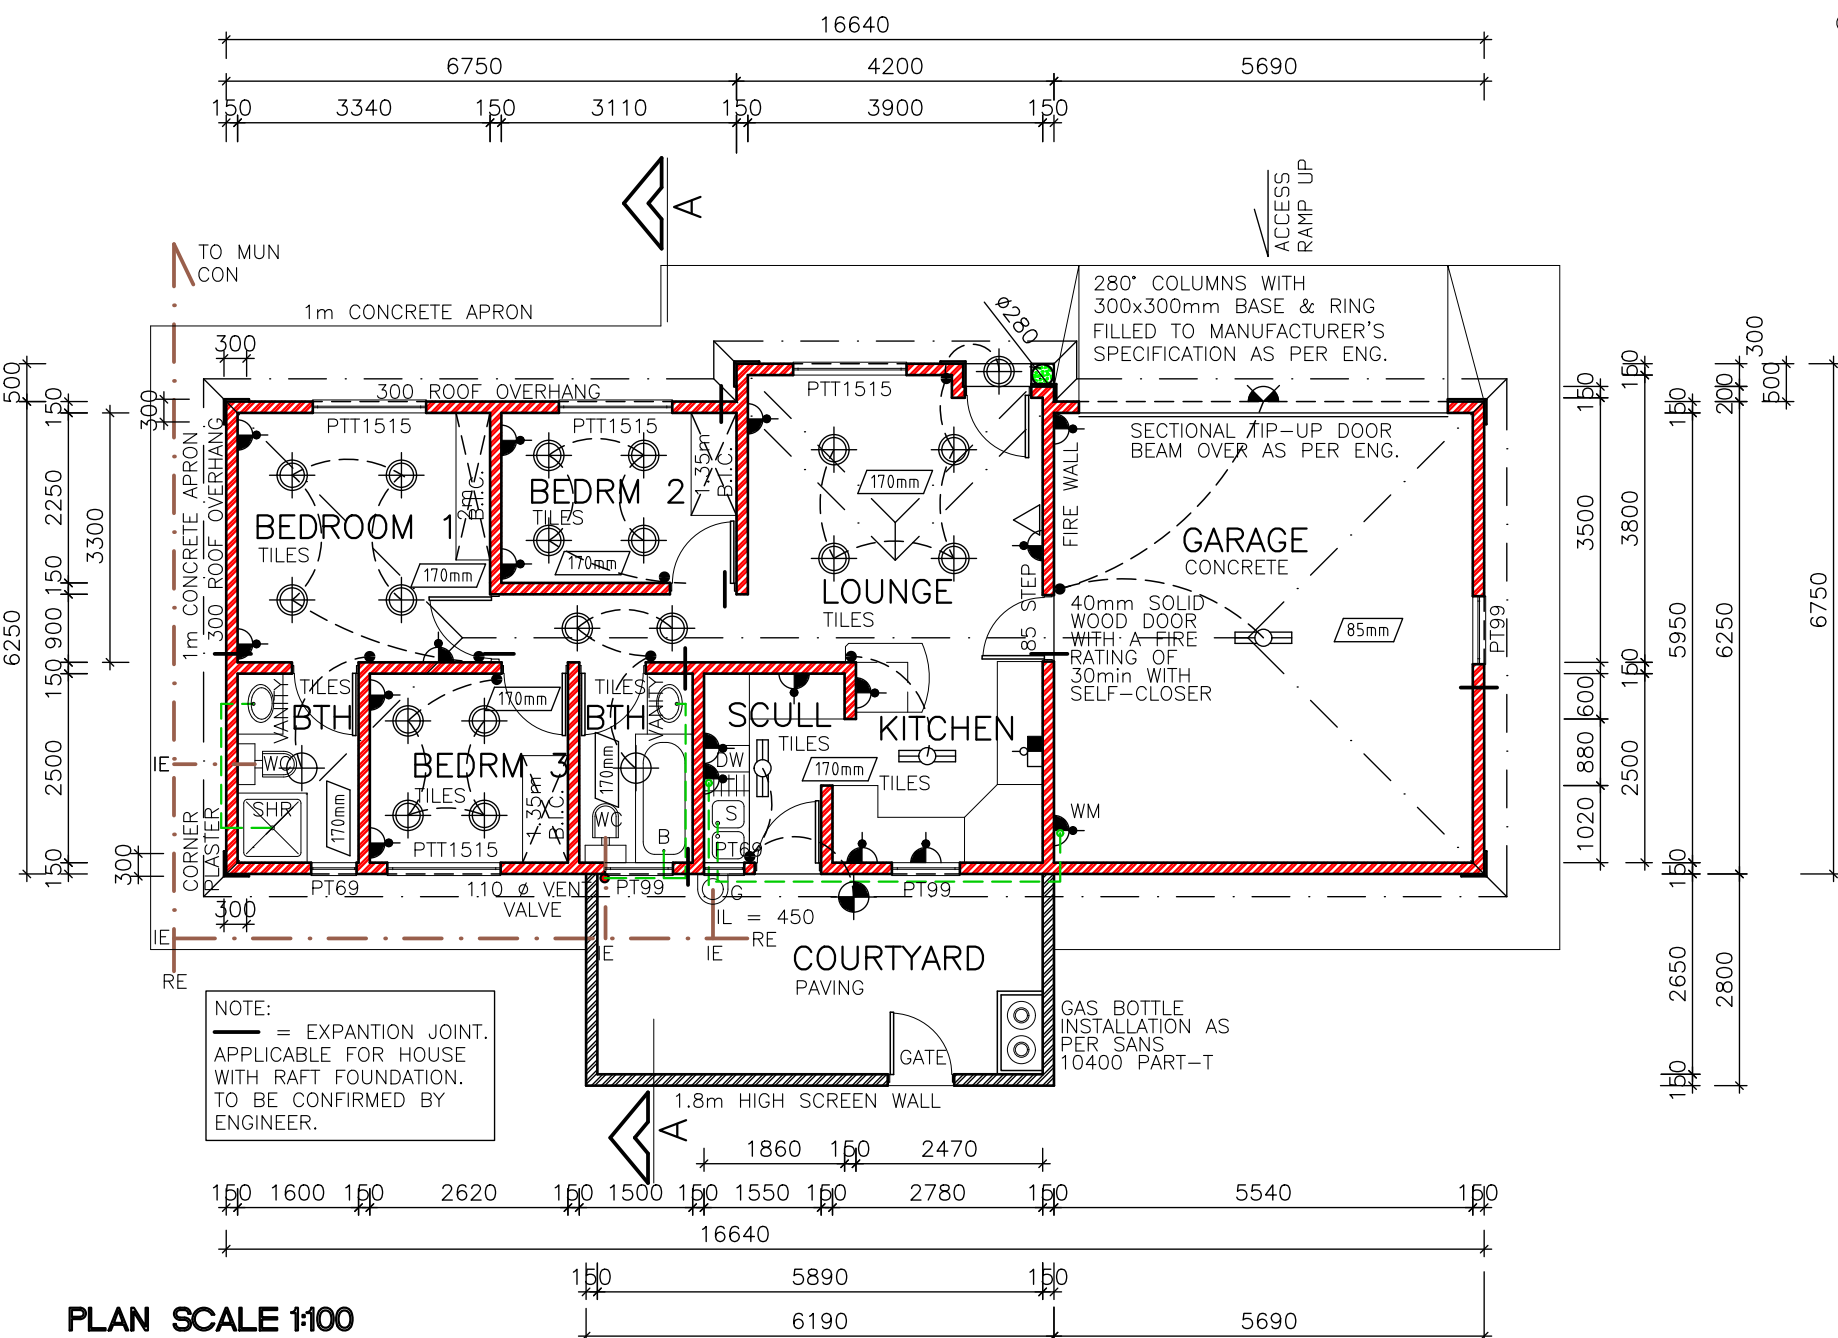 16640
6750 4200 5690
150 3340 150 3110 150 3900 150
A
ACCESS
RAMP UP
TO MUN
CON
1m CONCRETE APRON
280° COLUMNS WITH
300x300mm BASE & RING
FILLED TO MANUFACTURER'S
SPECIFICATION AS PER ENG.
ø280
300
300
300 ROOF OVERHANG
PTT1515
PTT1515
PTT1515
SECTIONAL TIP-UP DOOR
BEAM OVER AS PER ENG.
1m CONCRETE APRON
300 ROOF OVERHANG
2m
B.I.C.
1.35m
B.I.C.
BEDROOM 1
TILES
170mm
BEDRM 2
TILES
170mm
170mm
LOUNGE
TILES
FIRE WALL
85 STEP
GARAGE
CONCRETE
40mm SOLID
WOOD DOOR
WITH A FIRE
RATING OF
30min WITH
SELF-CLOSER
85mm
PT99
500
150
2250
150
900
150
2500
150
3300
6250
300
TILES
VANITY
BTH
WC
SHR
170mm
170mm
BEDRM 3
TILES
1.35m
B.I.C.
PTT1515
TILES
BTH
VANITY
170mm
WC
B
SCULL
TILES
DW
S
PT69
170mm
KITCHEN
TILES
WM
IE
CORNER
PLASTER
300
PT69
110 ø VENT
VALVE
PT99
G
IL = 450
PT99
IE
RE
IE
IE
RE
COURTYARD
PAVING
GATE
GAS BOTTLE
INSTALLATION AS
PER SANS
10400 PART-T
1.8m HIGH SCREEN WALL
NOTE:
= EXPANTION JOINT.
APPLICABLE FOR HOUSE
WITH RAFT FOUNDATION.
TO BE CONFIRMED BY
ENGINEER.
150
3500
600
880
1020
150
3800
150
2500
150
5950
150
2650
150
200
6250
2800
300
500
6750
A
1860 150 2470
150 1600 150 2620 150 1500 150 1550 150 2780 150 5540 150
16640
150 5890 150
6190 5690
PLAN SCALE 1:100